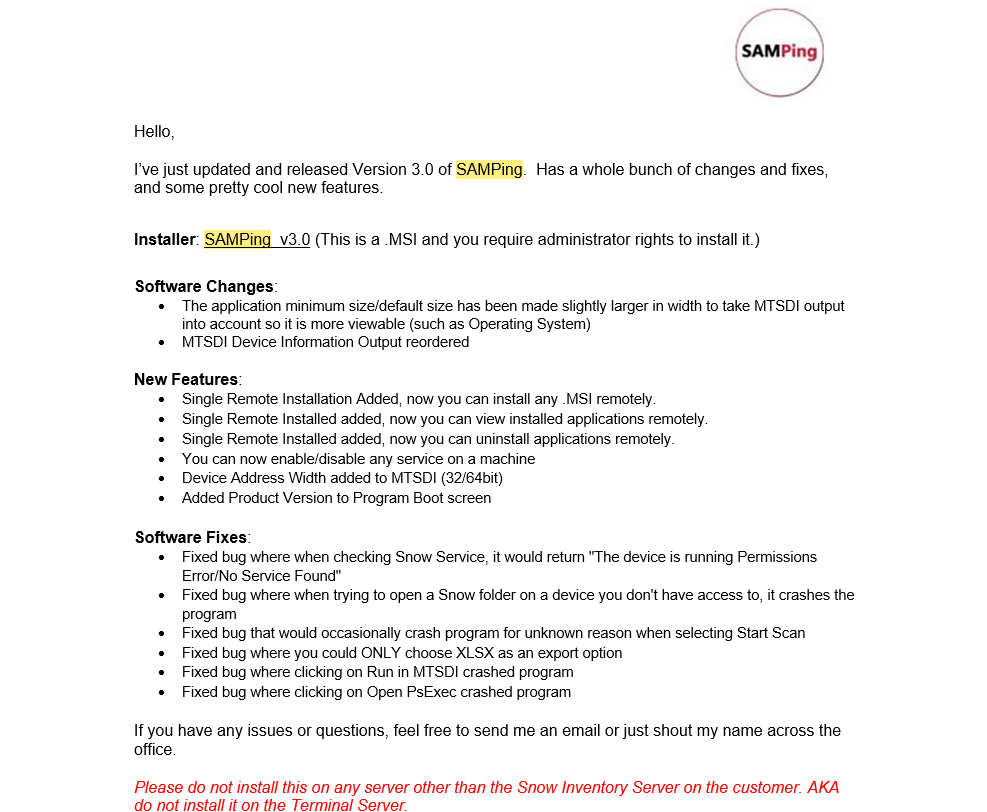 SAMPing
Hello,
I've just updated and released Version 3.0 of SAMPing.  Has a whole bunch of changes and fixes,
and some pretty cool new features.
Installer: SAMPing  v3.0 (This is a .MSI and you require administrator rights to install it.)
Software Changes:
• The application minimum size/default size has been made slightly larger in width to take MTSDI output
into account so it is more viewable (such as Operating System)
• MTSDI Device Information Output reordered
New Features:
• Single Remote Installation Added, now you can install any .MSI remotely.
• Single Remote Installed added, now you can view installed applications remotely.
• Single Remote Installed added, now you can uninstall applications remotely.
• You can now enable/disable any service on a machine
• Device Address Width added to MTSDI (32/64bit)
• Added Product Version to Program Boot screen
Software Fixes:
• Fixed bug where when checking Snow Service, it would return "The device is running Permissions
Error/No Service Found"
• Fixed bug where when trying to open a Snow folder on a device you don't have access to, it crashes the
program
• Fixed bug that would occasionally crash program for unknown reason when selecting Start Scan
• Fixed bug where you could ONLY choose XLSX as an export option
• Fixed bug where clicking on Run in MTSDI crashed program
• Fixed bug where clicking on Open PsExec crashed program
If you have any issues or questions, feel free to send me an email or just shout my name across the
office.
Please do not install this on any server other than the Snow Inventory Server on the customer. AKA
do not install it on the Terminal Server.